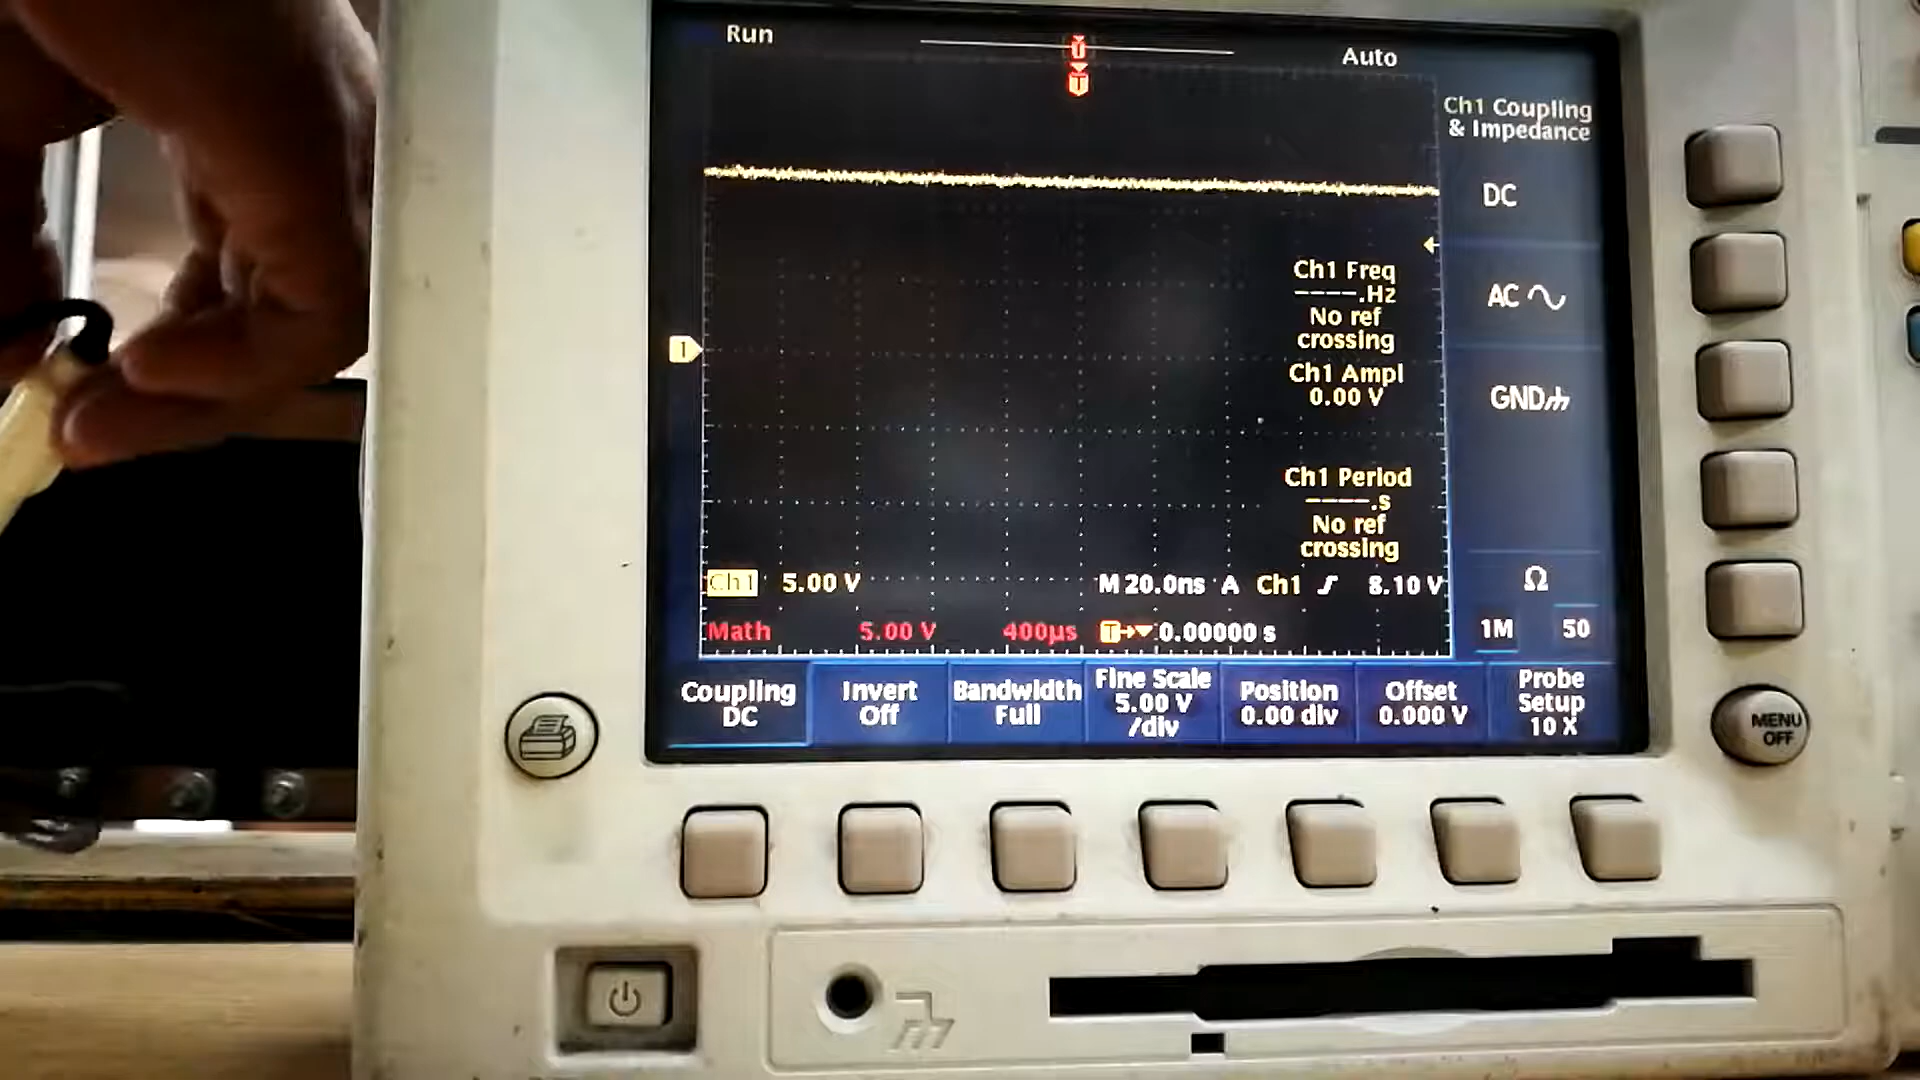 Run
Auto
T
T
Ch1 Coupling
& Impedance
DC
AC
GND
Ω
1M 50
1
Ch1 Freq
----.Hz
No ref
crossing
Ch1 Ampl
0.00 V
Ch1 Period
----.s
No ref
crossing
Ch1 5.00 V M 20.0ns A Ch1 8.10 V
Math 5.00 V 400µs T 0.00000 s
Coupling
DC
Invert
Off
Bandwidth
Full
Fine Scale
5.00 V
/div
Position
0.00 div
Offset
0.000 V
Probe
Setup
10 X
MENU
OFF